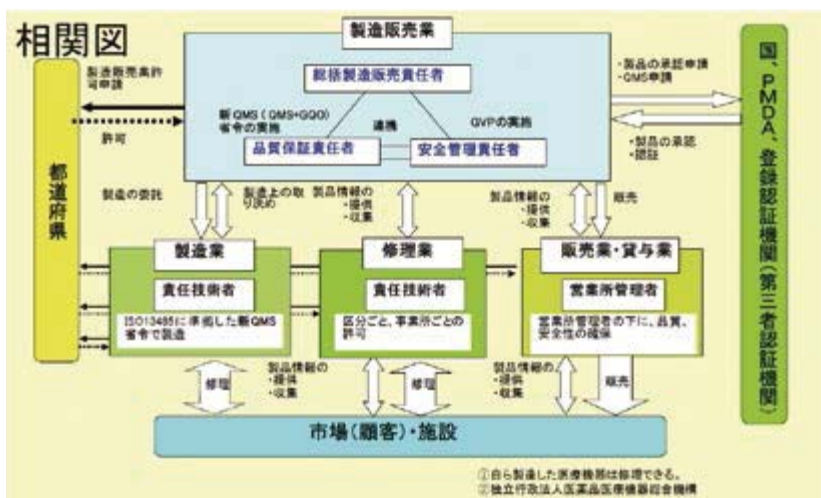 相関図
製造販売業
総括製造販売責任者
新QMS(QMS+GQO)
省令の実施
連携
GVPの実施
品質保証責任者
安全管理責任者
製造販売業許
可申請
許可
都道府県
・製品の承認申請
・QMS申請
・製品の承認
・認証
国、PMDA、登録認証機関(第三者認証機関)
製造の委託
製造上の取
り決め
製品情報の
・提供
・収集
製品情報の
・提供
・収集
販売
製造業
責任技術者
ISO13485に準拠した新QMS
省令で製造
修理業
責任技術者
区分ごと、事業所ごとの
許可
販売業・貸与業
営業所管理者
営業所管理者の下に、品質、
安全性の確保
修理
製品情報の
・提供
・収集
修理
製品情報の
・提供
・収集
販売
市場(顧客)・施設
①自ら製造した医療機器は修理できる。
②独立行政法人医薬品医療機器総合機構